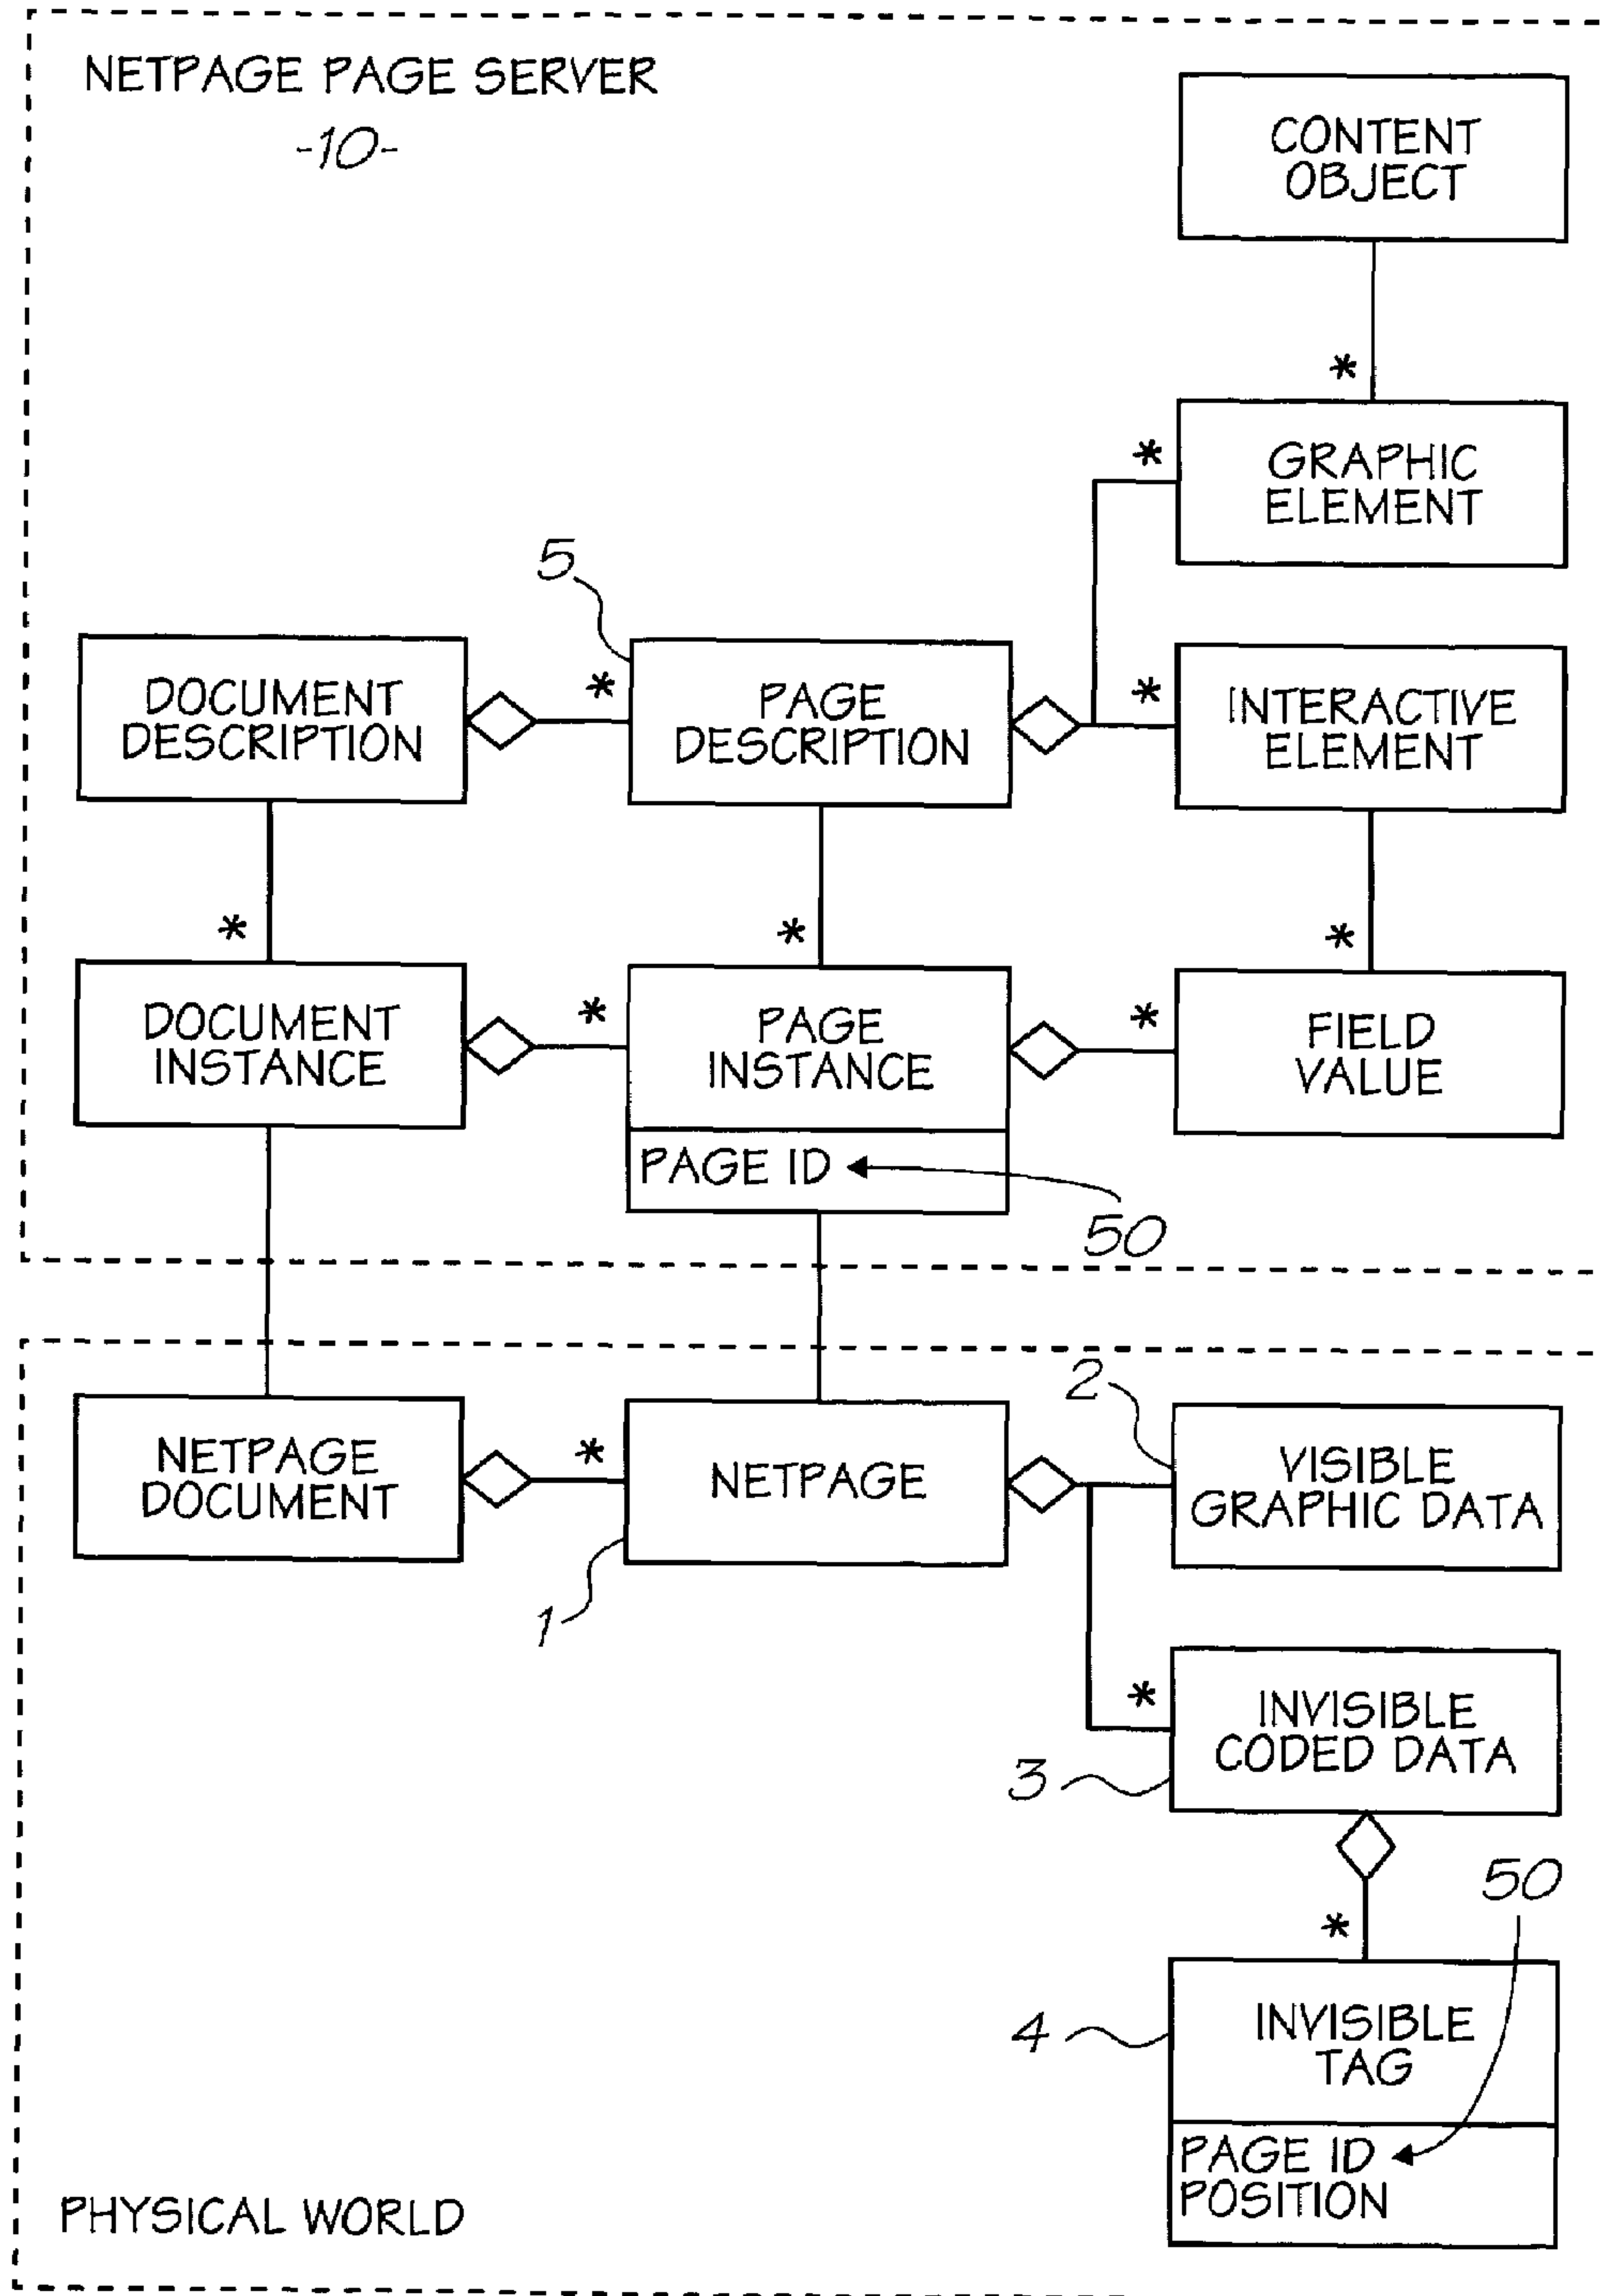 NETPAGE PAGE SERVER
-10-
CONTENT
OBJECT
*
*
GRAPHIC
ELEMENT
5
DOCUMENT
DESCRIPTION
*
PAGE
DESCRIPTION
*
INTERACTIVE
ELEMENT
*
*
*
DOCUMENT
INSTANCE
*
PAGE
INSTANCE
*
FIELD
VALUE
PAGE ID
50
2
NETPAGE
DOCUMENT
*
NETPAGE
VISIBLE
GRAPHIC DATA
1
*
INVISIBLE
CODED DATA
3
50
*
4
INVISIBLE
TAG
PAGE ID
POSITION
PHYSICAL WORLD